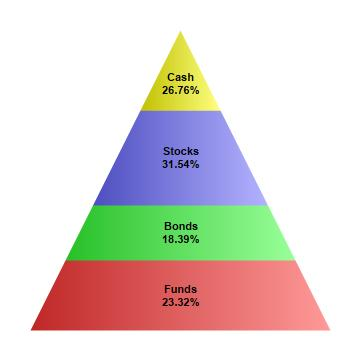 Cash
26.76%
Stocks
31.54%
Bonds
18.39%
Funds
23.32%